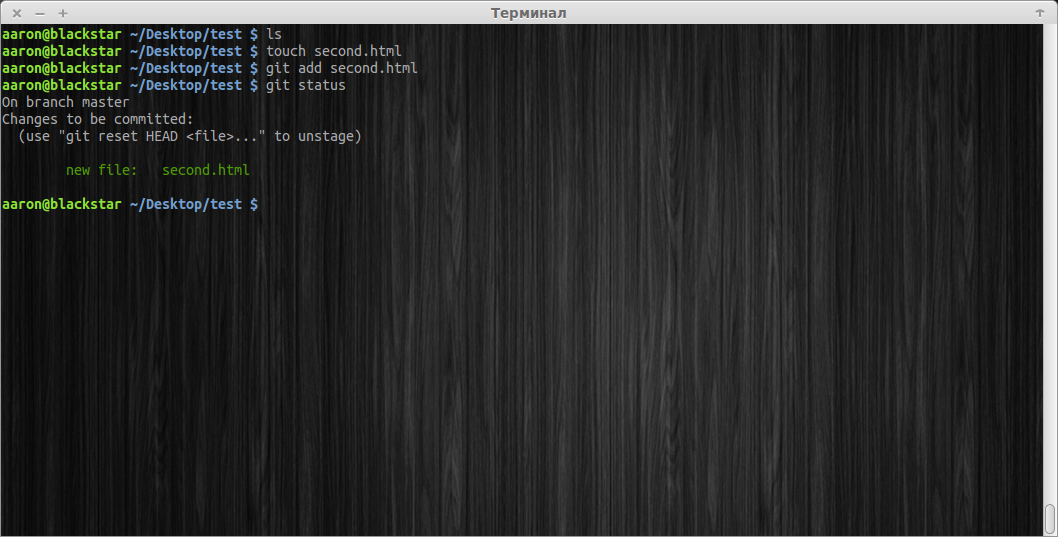 Терминал
aaron@blackstar ~/Desktop/test $ ls
aaron@blackstar ~/Desktop/test $ touch second.html
aaron@blackstar ~/Desktop/test $ git add second.html
aaron@blackstar ~/Desktop/test $ git status
On branch master
Changes to be committed:
  (use "git reset HEAD <file>..." to unstage)
        new file:   second.html
aaron@blackstar ~/Desktop/test $